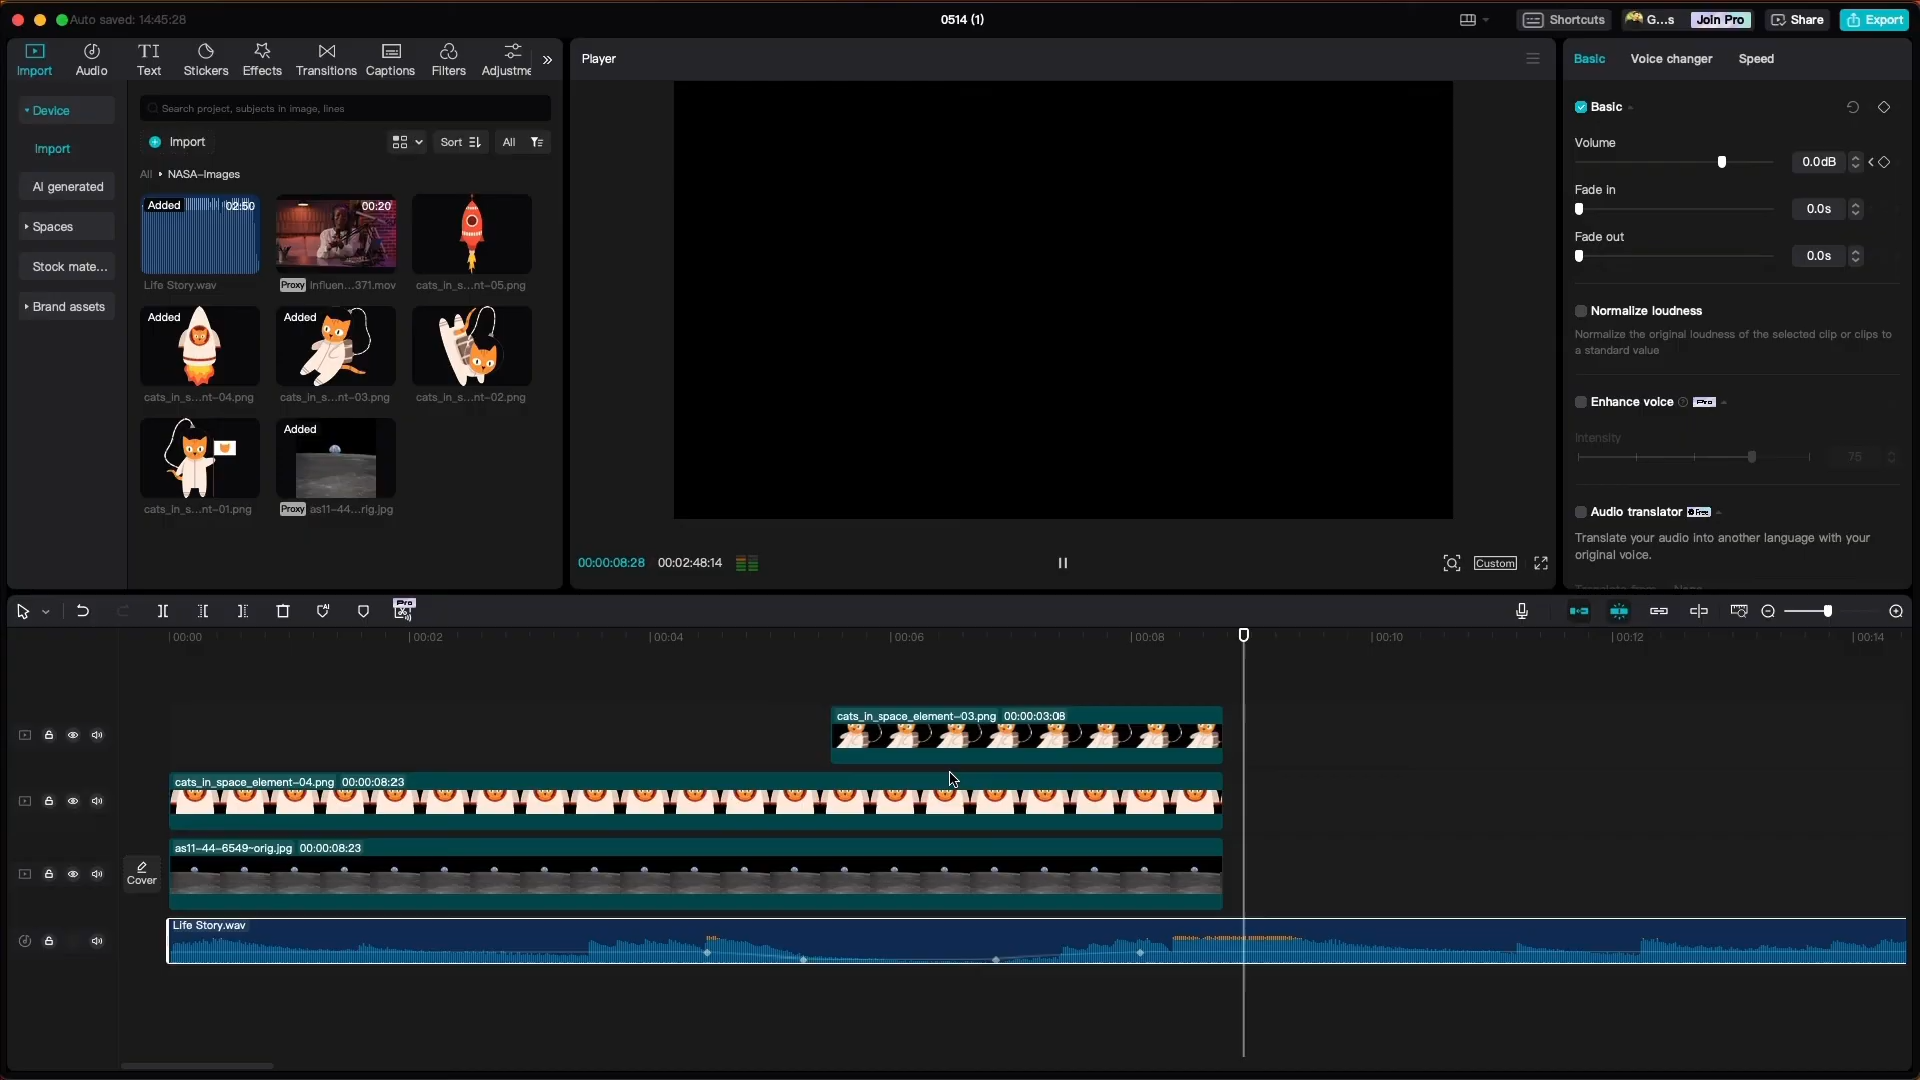 Auto saved: 14:45:28
0514 (1)
Shortcuts
G...s
Join Pro
Share
Export
Import
Audio
TI
Text
Stickers
Effects
Transitions
Captions
Filters
Adjustme
Device
Import
AI generated
Spaces
Stock mate...
Brand assets
Search project, subjects in image, lines
Import
Sort
All
All
NASA-Images
Added
02:50
Life Story.wav
00:20
Proxy
Influen...371.mov
cats_in_s...nt-05.png
Added
cats_in_s...nt-04.png
Added
cats_in_s...nt-03.png
cats_in_s...nt-02.png
cats_in_s...nt-01.png
Added
Proxy
as11-44...rig.jpg
Player
00:00:08:28
00:02:48:14
Custom
Basic
Voice changer
Speed
Basic
Volume
0.0dB
Fade in
0.0s
Fade out
0.0s
Normalize loudness
Normalize the original loudness of the selected clip or clips to
a standard value
Enhance voice
Pro
Intensity
75
Audio translator
Free
Translate your audio into another language with your
original voice.
Pro
00:00
00:02
00:04
00:06
00:08
00:10
00:12
00:14
cats_in_space_element-03.png 00:00:03:08
cats_in_space_element-04.png 00:00:08:23
as11-44-6549~orig.jpg 00:00:08:23
Cover
Life Story.wav